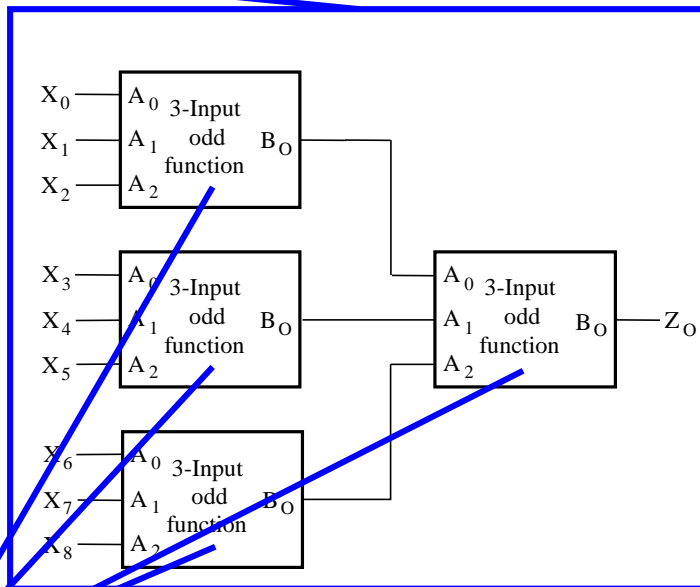 X0 A0 3-Input
X1 A1 odd BO
X2 A2 function
X3 A0 3-Input
X4 A1 odd BO
X5 A2 function
A0 3-Input
A1 odd BO ZO
A2 function
X6 A0 3-Input
X7 A1 odd BO
X8 A2 function